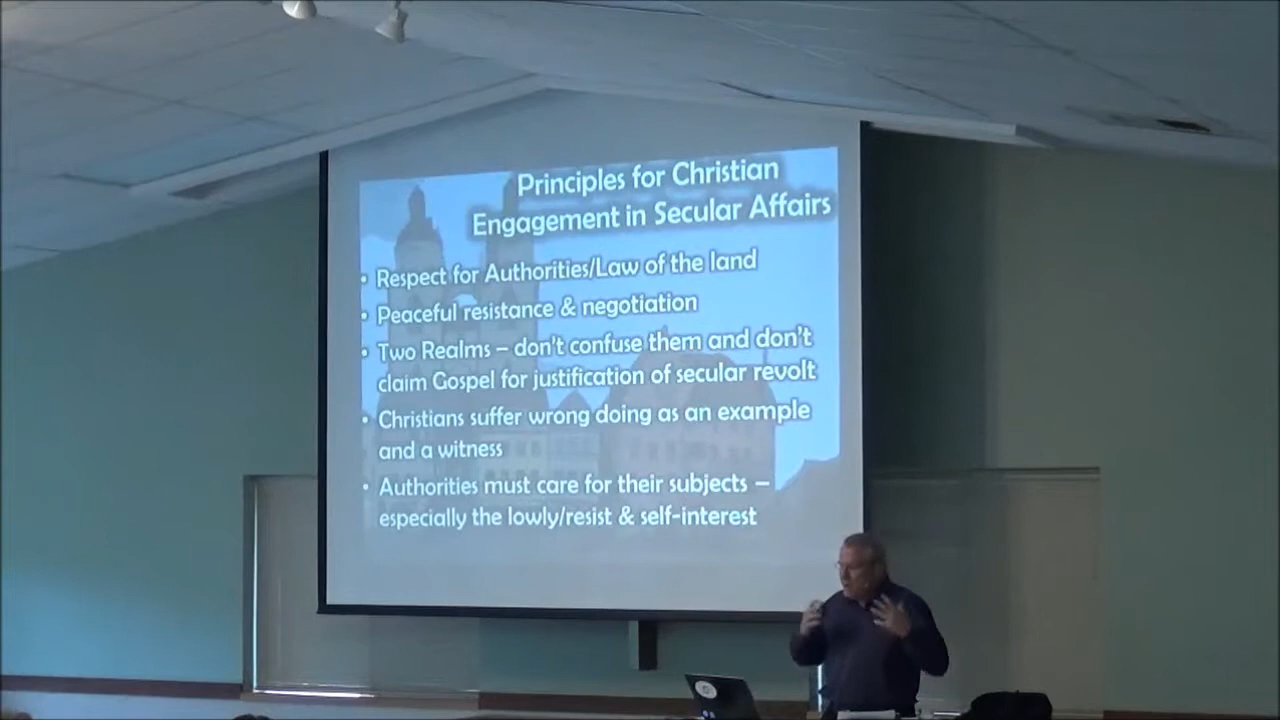 Principles for Christian
Engagement in Secular Affairs
• Respect for Authorities/Law of the land
• Peaceful resistance & negotiation
• Two Realms – don't confuse them and don't
claim Gospel for justification of secular revolt
• Christians suffer wrong doing as an example
and a witness
• Authorities must care for their subjects –
especially the lowly/resist & self-interest